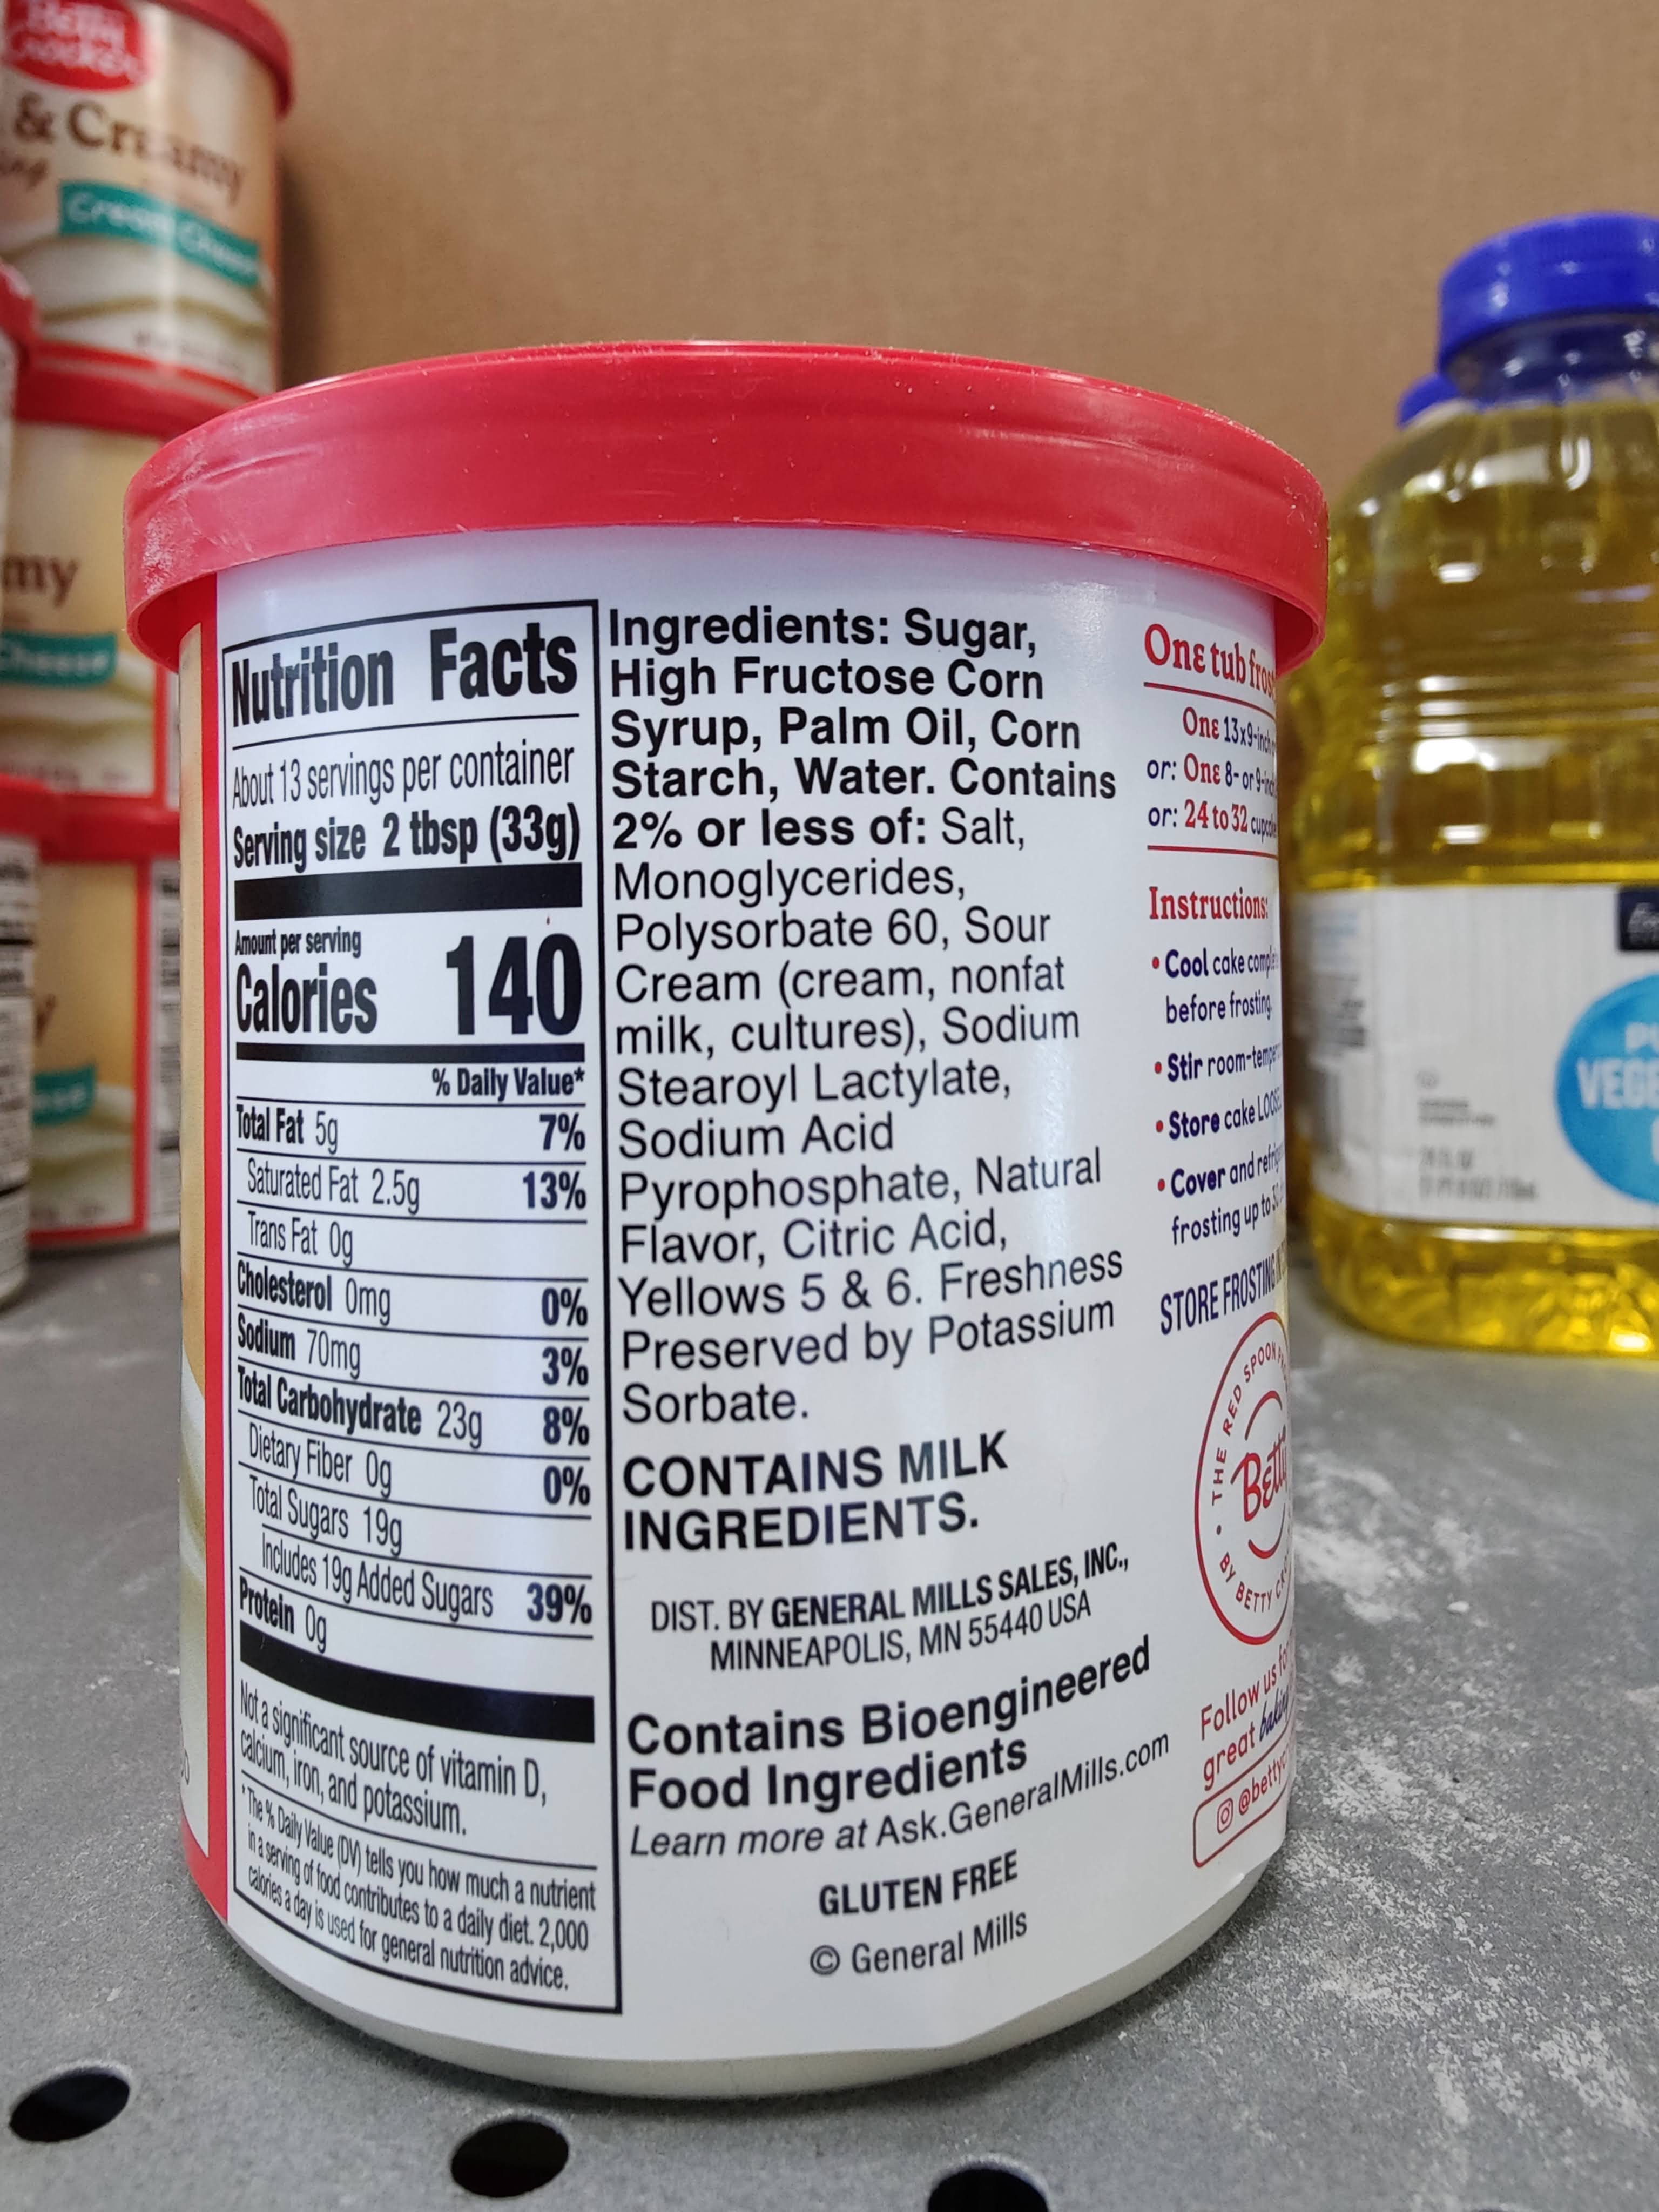 Betty
Crocker
& Creamy
Cream Cheese
my
Cheese
Nutrition Facts
About 13 servings per container
Serving size 2 tbsp (33g)
Amount per serving
Calories 140
% Daily Value*
Total Fat 5g 7%
Saturated Fat 2.5g 13%
Trans Fat 0g
Cholesterol 0mg 0%
Sodium 70mg 3%
Total Carbohydrate 23g 8%
Dietary Fiber 0g 0%
Total Sugars 19g
Includes 19g Added Sugars 39%
Protein 0g
Not a significant source of vitamin D,
calcium, iron, and potassium.
* The % Daily Value (DV) tells you how much a nutrient
in a serving of food contributes to a daily diet. 2,000
calories a day is used for general nutrition advice.
Ingredients: Sugar,
High Fructose Corn
Syrup, Palm Oil, Corn
Starch, Water. Contains
2% or less of: Salt,
Monoglycerides,
Polysorbate 60, Sour
Cream (cream, nonfat
milk, cultures), Sodium
Stearoyl Lactylate,
Sodium Acid
Pyrophosphate, Natural
Flavor, Citric Acid,
Yellows 5 & 6. Freshness
Preserved by Potassium
Sorbate.
CONTAINS MILK
INGREDIENTS.
DIST. BY GENERAL MILLS SALES, INC.,
MINNEAPOLIS, MN 55440 USA
Contains Bioengineered
Food Ingredients
Learn more at Ask.GeneralMills.com
GLUTEN FREE
© General Mills
One tub
One 13x9-inch
or: One 8- or 9-inch
or: 24 to 32
Instructions:
• Cool cake
before frosting.
• Stir
• Store cake
• Cover and
frosting up to
STORE FROSTING
THE RED SPOON
Betty
BY BETTY
Follow us
great
VEGE